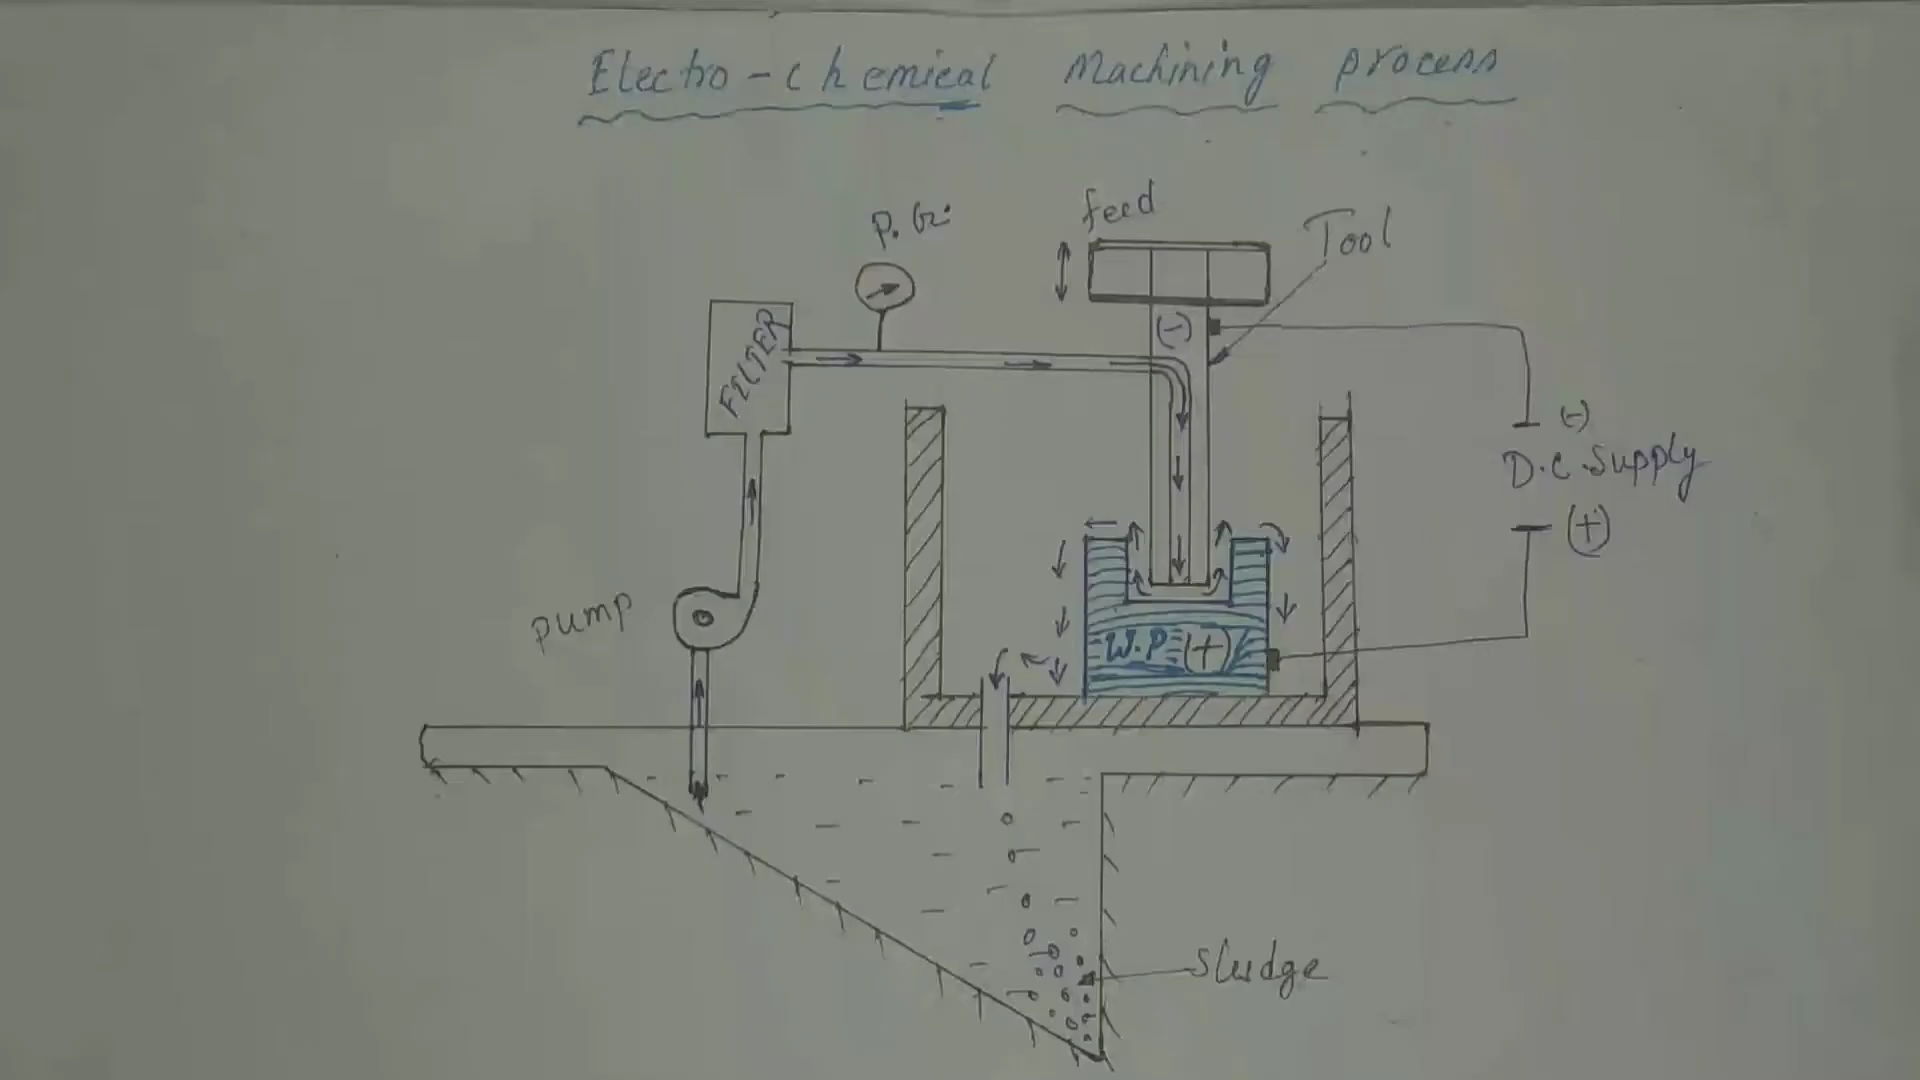 Electro-chemical Machining process
feed
P.G.
Tool
(-)
FILTER
(-)
D.C.Supply
(+)
pump
W.P (+)
sludge